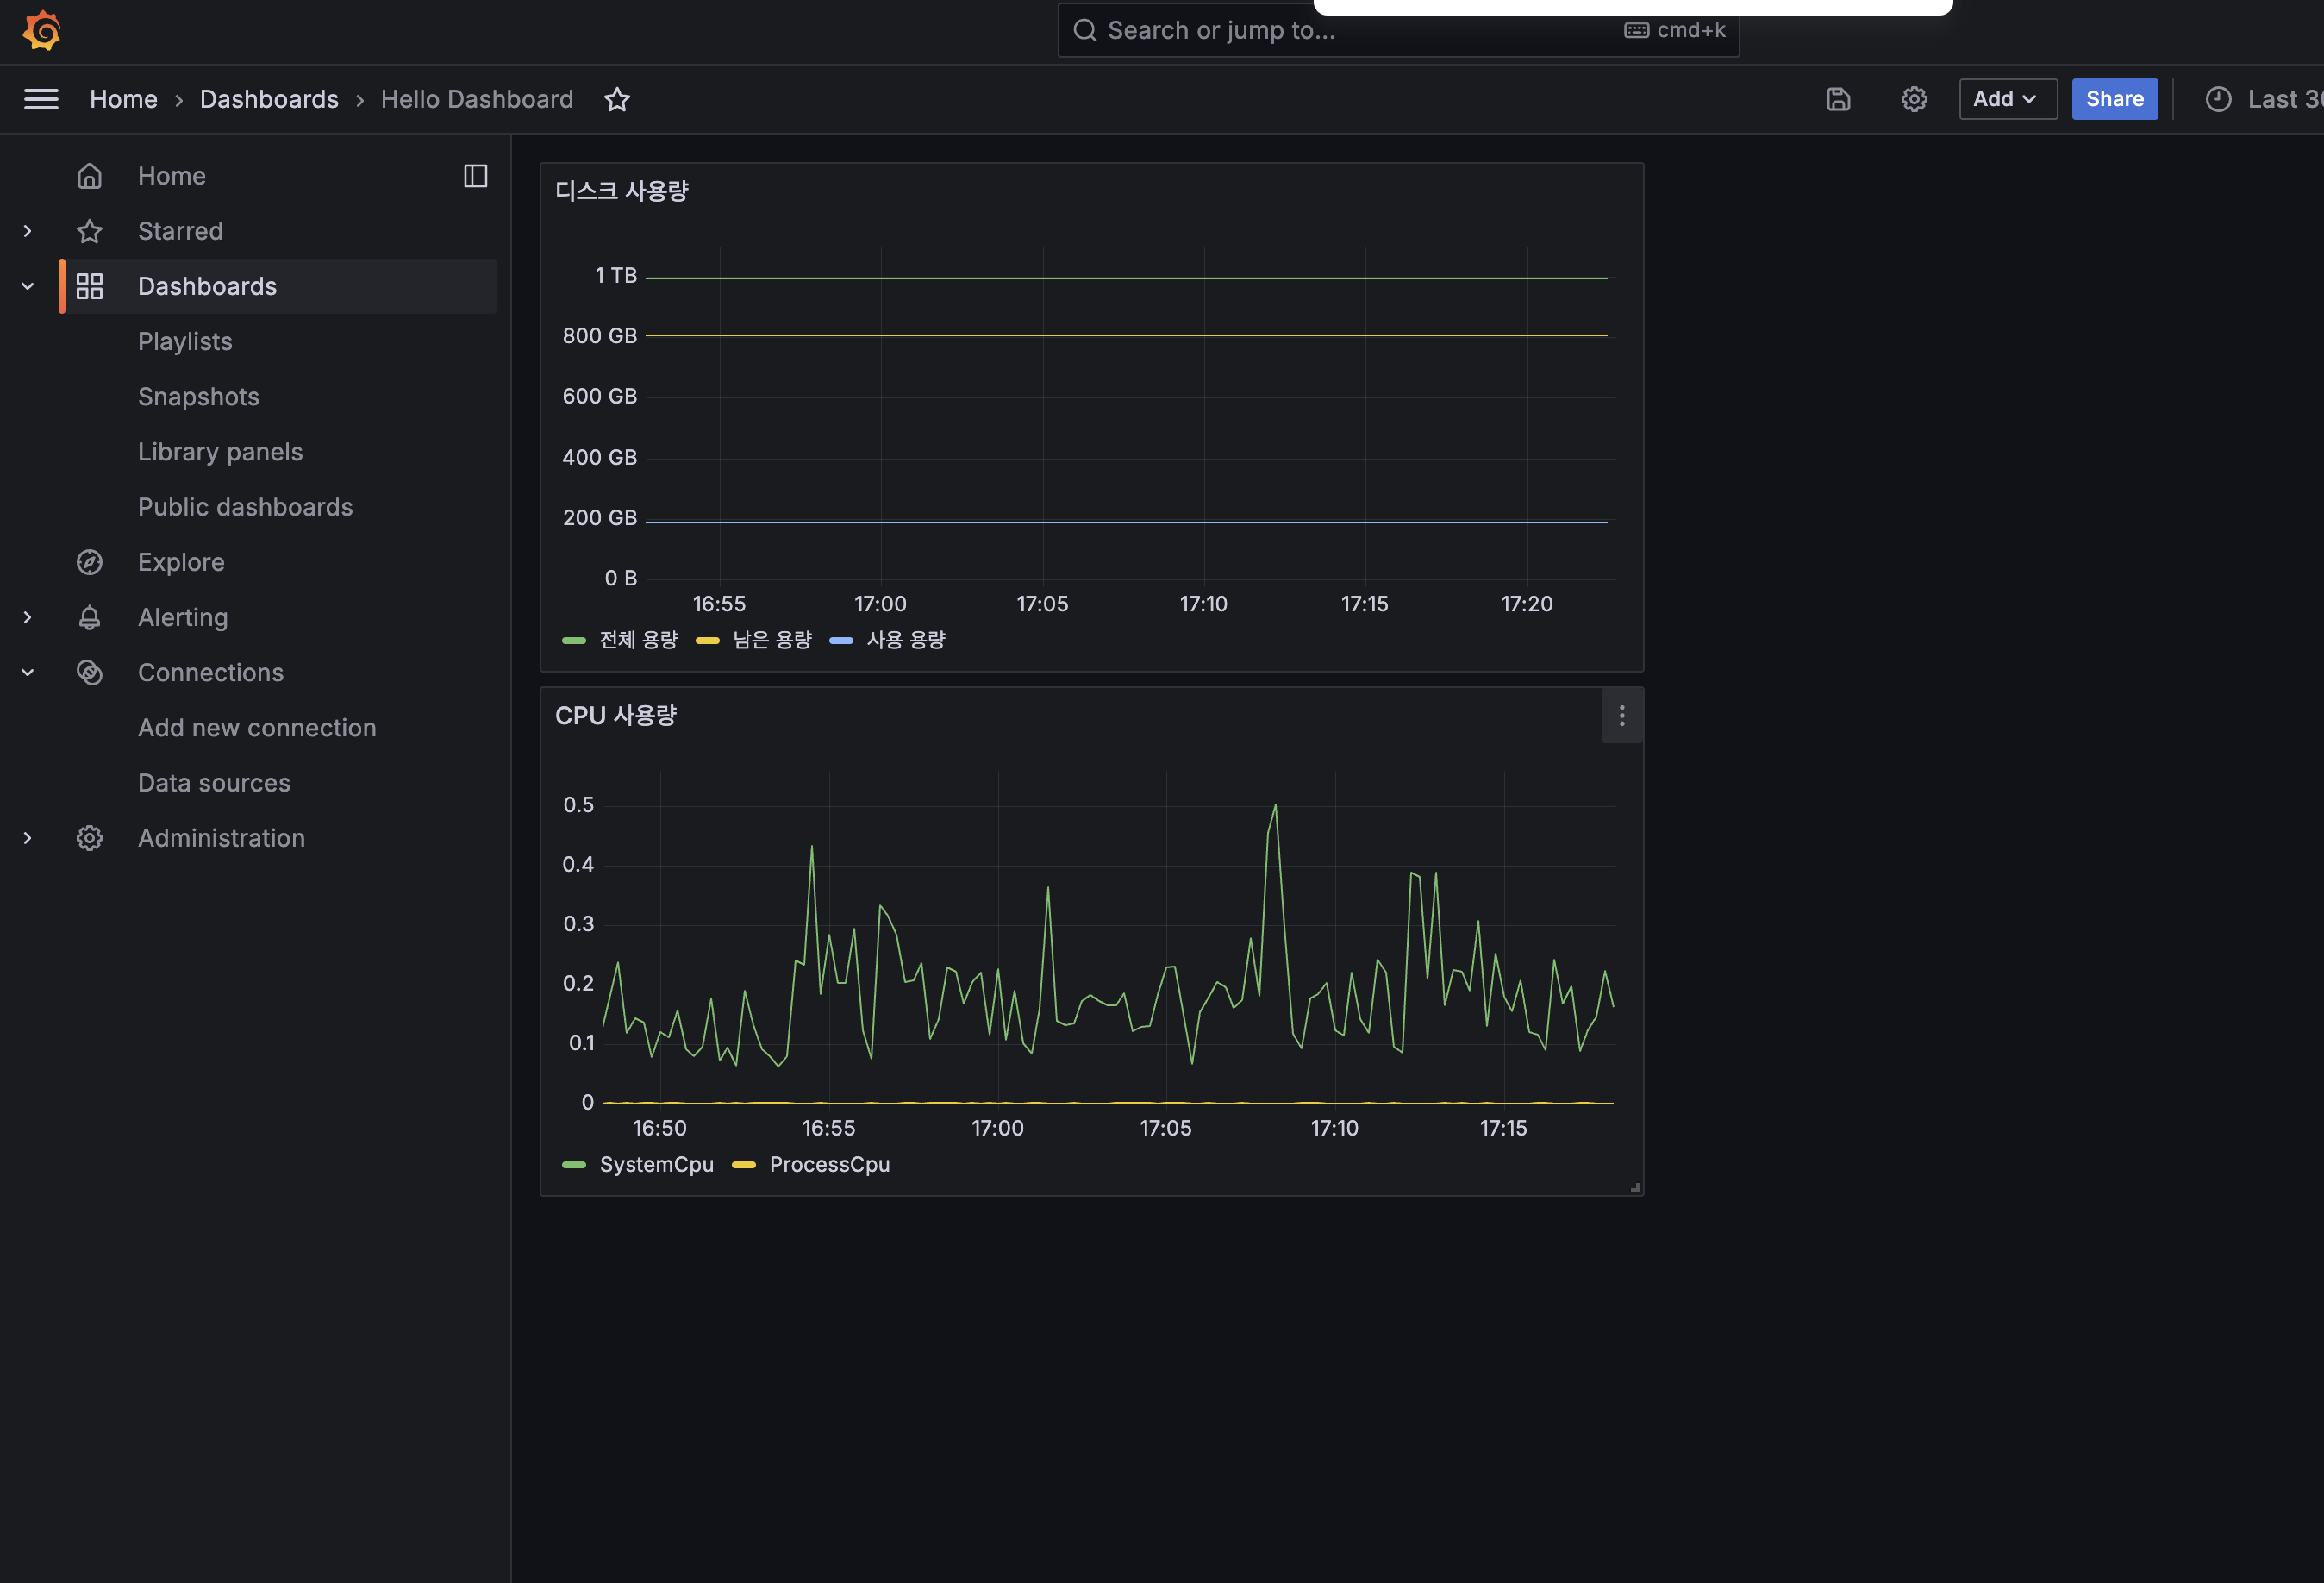 Search or jump to... cmd+k
Home › Dashboards › Hello Dashboard Add Share Last 3
Home
Starred
Dashboards
Playlists
Snapshots
Library panels
Public dashboards
Explore
Alerting
Connections
Add new connection
Data sources
Administration
디스크 사용량
1 TB
800 GB
600 GB
400 GB
200 GB
0 B
16:55 17:00 17:05 17:10 17:15 17:20
전체 용량 남은 용량 사용 용량
CPU 사용량
0.5
0.4
0.3
0.2
0.1
0
16:50 16:55 17:00 17:05 17:10 17:15
SystemCpu ProcessCpu